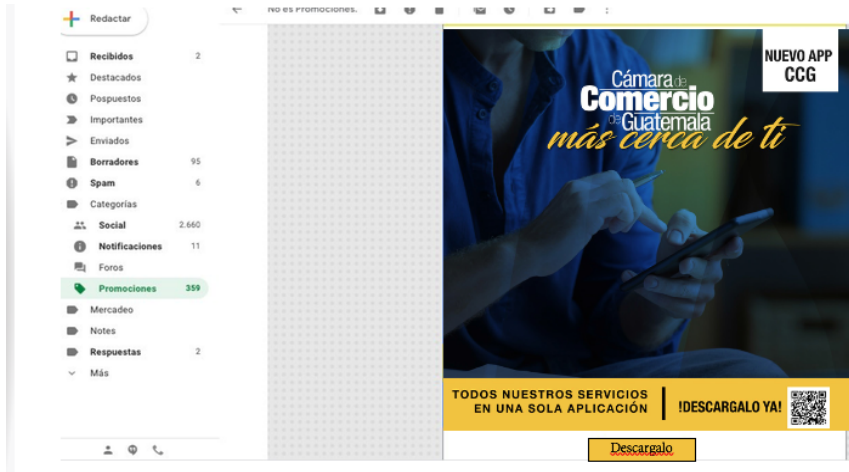 Redactar
No es Promociones.
Recibidos 2
Destacados
Pospuestos
Importantes
Enviados
Borradores 95
Spam 6
Categorías
Social 2.660
Notificaciones 11
Foros
Promociones 359
Mercadeo
Notes
Respuestas 2
Más
NUEVO APP
CCG
Cámara de
Comercio
de Guatemala
más cerca de ti
TODOS NUESTROS SERVICIOS
EN UNA SOLA APLICACIÓN
!DESCARGALO YA!
Descargalo